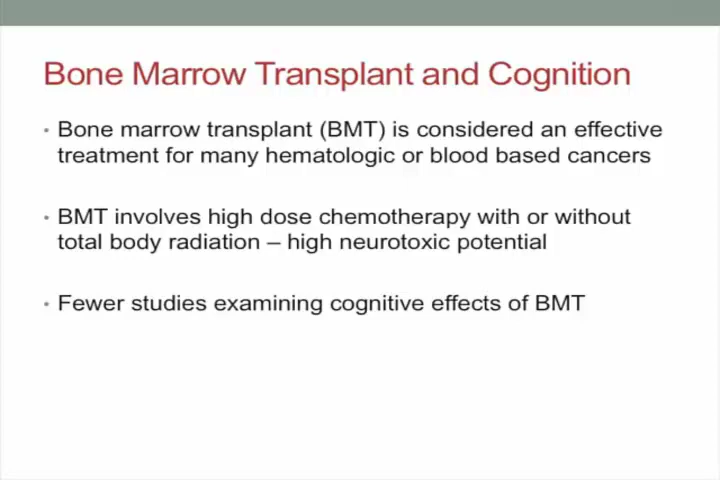 Bone Marrow Transplant and Cognition
• Bone marrow transplant (BMT) is considered an effective
treatment for many hematologic or blood based cancers
• BMT involves high dose chemotherapy with or without
total body radiation – high neurotoxic potential
• Fewer studies examining cognitive effects of BMT